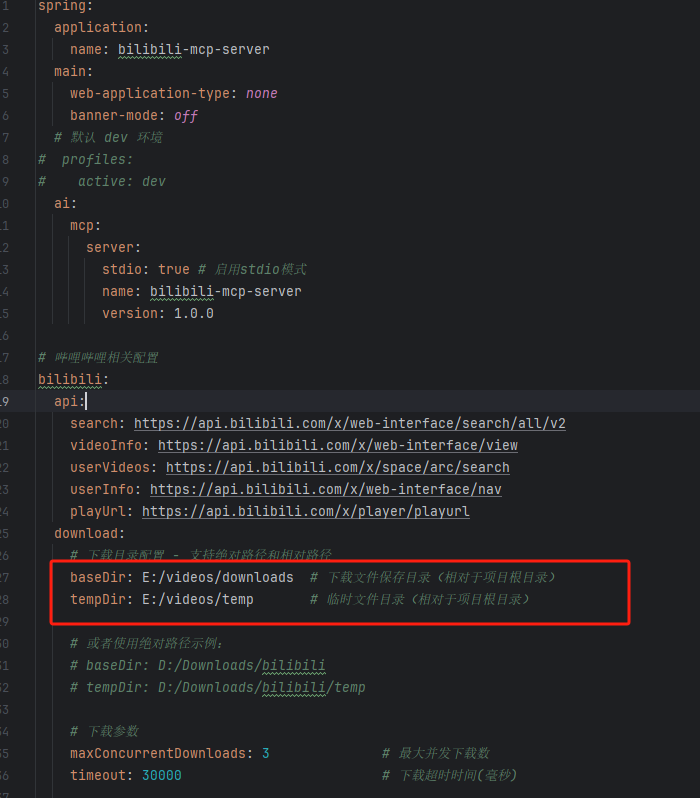 1 spring:
2 application:
3 name: bilibili-mcp-server
4 main:
5 web-application-type: none
6 banner-mode: off
7 # 默认 dev 环境
8 # profiles:
9 # active: dev
10 ai:
11 mcp:
12 server:
13 stdio: true # 启用stdio模式
14 name: bilibili-mcp-server
15 version: 1.0.0
16
17 # 哔哩哔哩相关配置
18 bilibili:
19 api:
20 search: https://api.bilibili.com/x/web-interface/search/all/v2
21 videoInfo: https://api.bilibili.com/x/web-interface/view
22 userVideos: https://api.bilibili.com/x/space/arc/search
23 userInfo: https://api.bilibili.com/x/web-interface/nav
24 playUrl: https://api.bilibili.com/x/player/playurl
25 download:
26 # 下载目录配置 - 支持绝对路径和相对路径
27 baseDir: E:/videos/downloads # 下载文件保存目录（相对于项目根目录）
28 tempDir: E:/videos/temp # 临时文件目录（相对于项目根目录）
29
30 # 或者使用绝对路径示例：
31 # baseDir: D:/Downloads/bilibili
32 # tempDir: D:/Downloads/bilibili/temp
33
34 # 下载参数
35 maxConcurrentDownloads: 3 # 最大并发下载数
36 timeout: 30000 # 下载超时时间(毫秒)